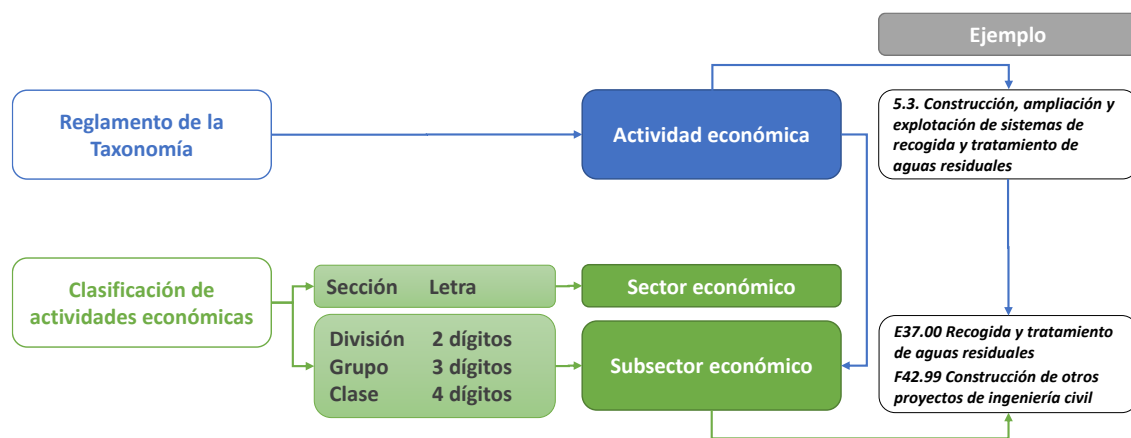 Ejemplo
Reglamento de la
Taxonomía
Actividad económica
5.3. Construcción, ampliación y
explotación de sistemas de
recogida y tratamiento de
aguas residuales
Clasificación de
actividades económicas
Sección Letra
Sector económico
División 2 dígitos
Grupo 3 dígitos
Clase 4 dígitos
Subsector económico
E37.00 Recogida y tratamiento
de aguas residuales
F42.99 Construcción de otros
proyectos de ingeniería civil